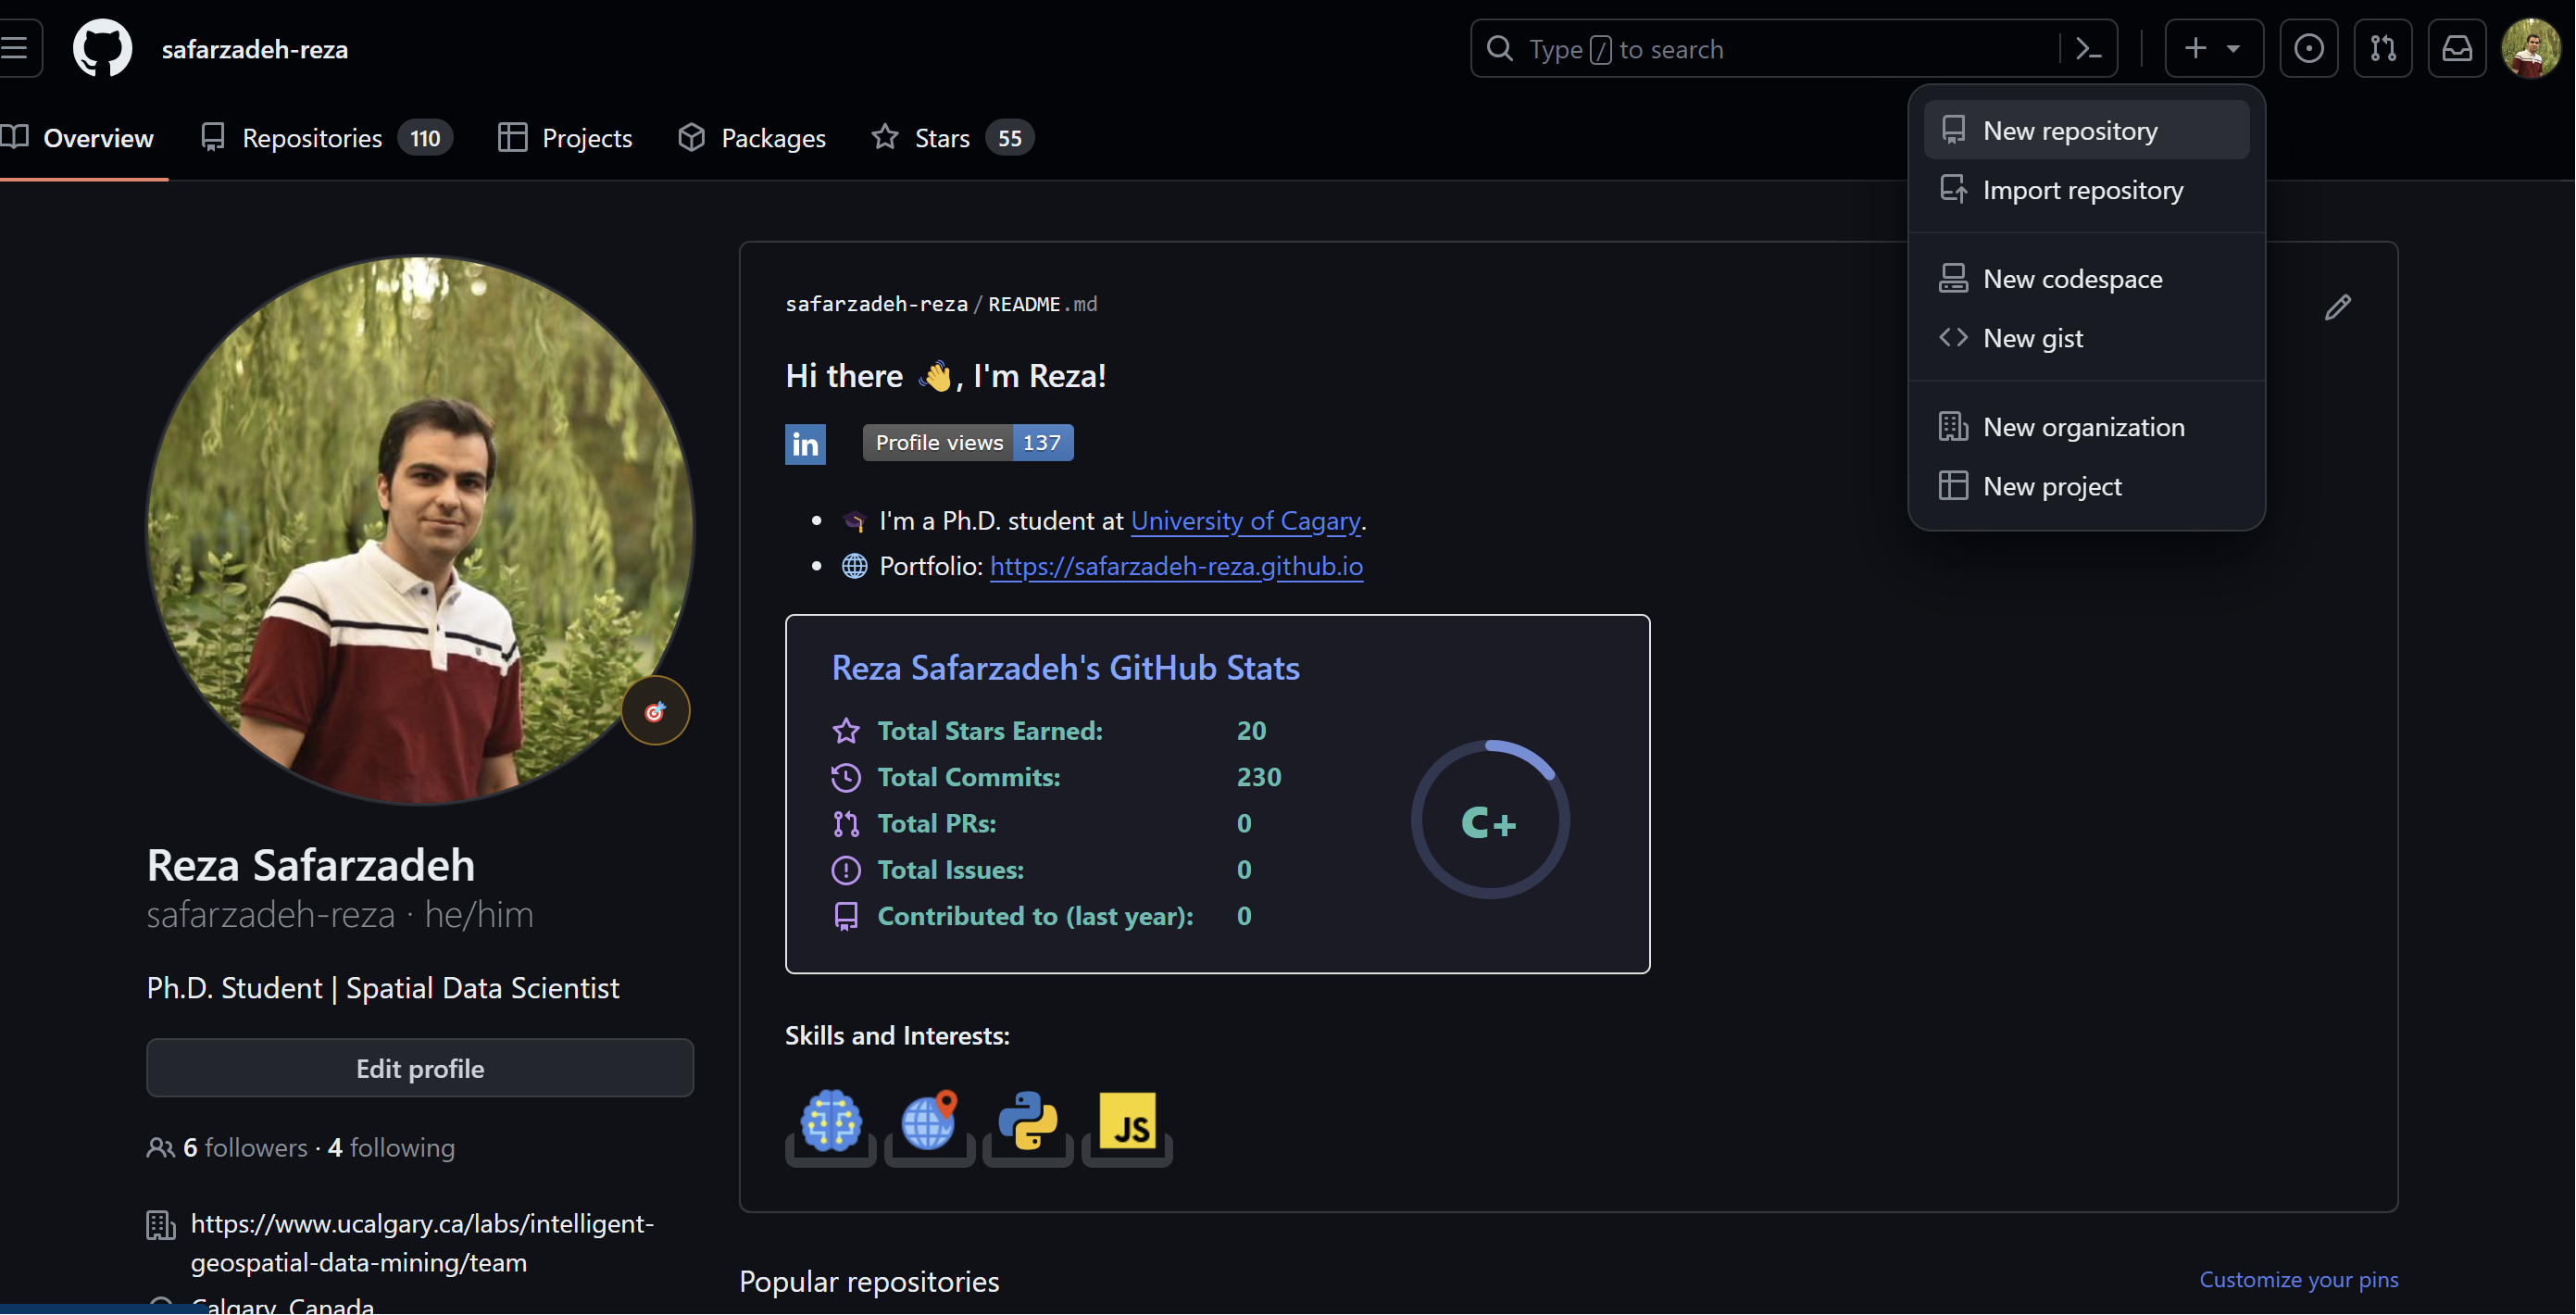 safarzadeh-reza
Type / to search
Overview
Repositories 110
Projects
Packages
Stars 55
New repository
Import repository
New codespace
New gist
New organization
New project
safarzadeh-reza / README.md
Hi there 👋, I'm Reza!
in
Profile views 137
🎓 I'm a Ph.D. student at University of Cagary.
🌐 Portfolio: https://safarzadeh-reza.github.io
Reza Safarzadeh's GitHub Stats
Total Stars Earned: 20
Total Commits: 230
Total PRs: 0
Total Issues: 0
Contributed to (last year): 0
C+
Skills and Interests:
JS
Reza Safarzadeh
safarzadeh-reza · he/him
Ph.D. Student | Spatial Data Scientist
Edit profile
6 followers · 4 following
https://www.ucalgary.ca/labs/intelligent-
geospatial-data-mining/team
Calgary, Canada
Popular repositories
Customize your pins